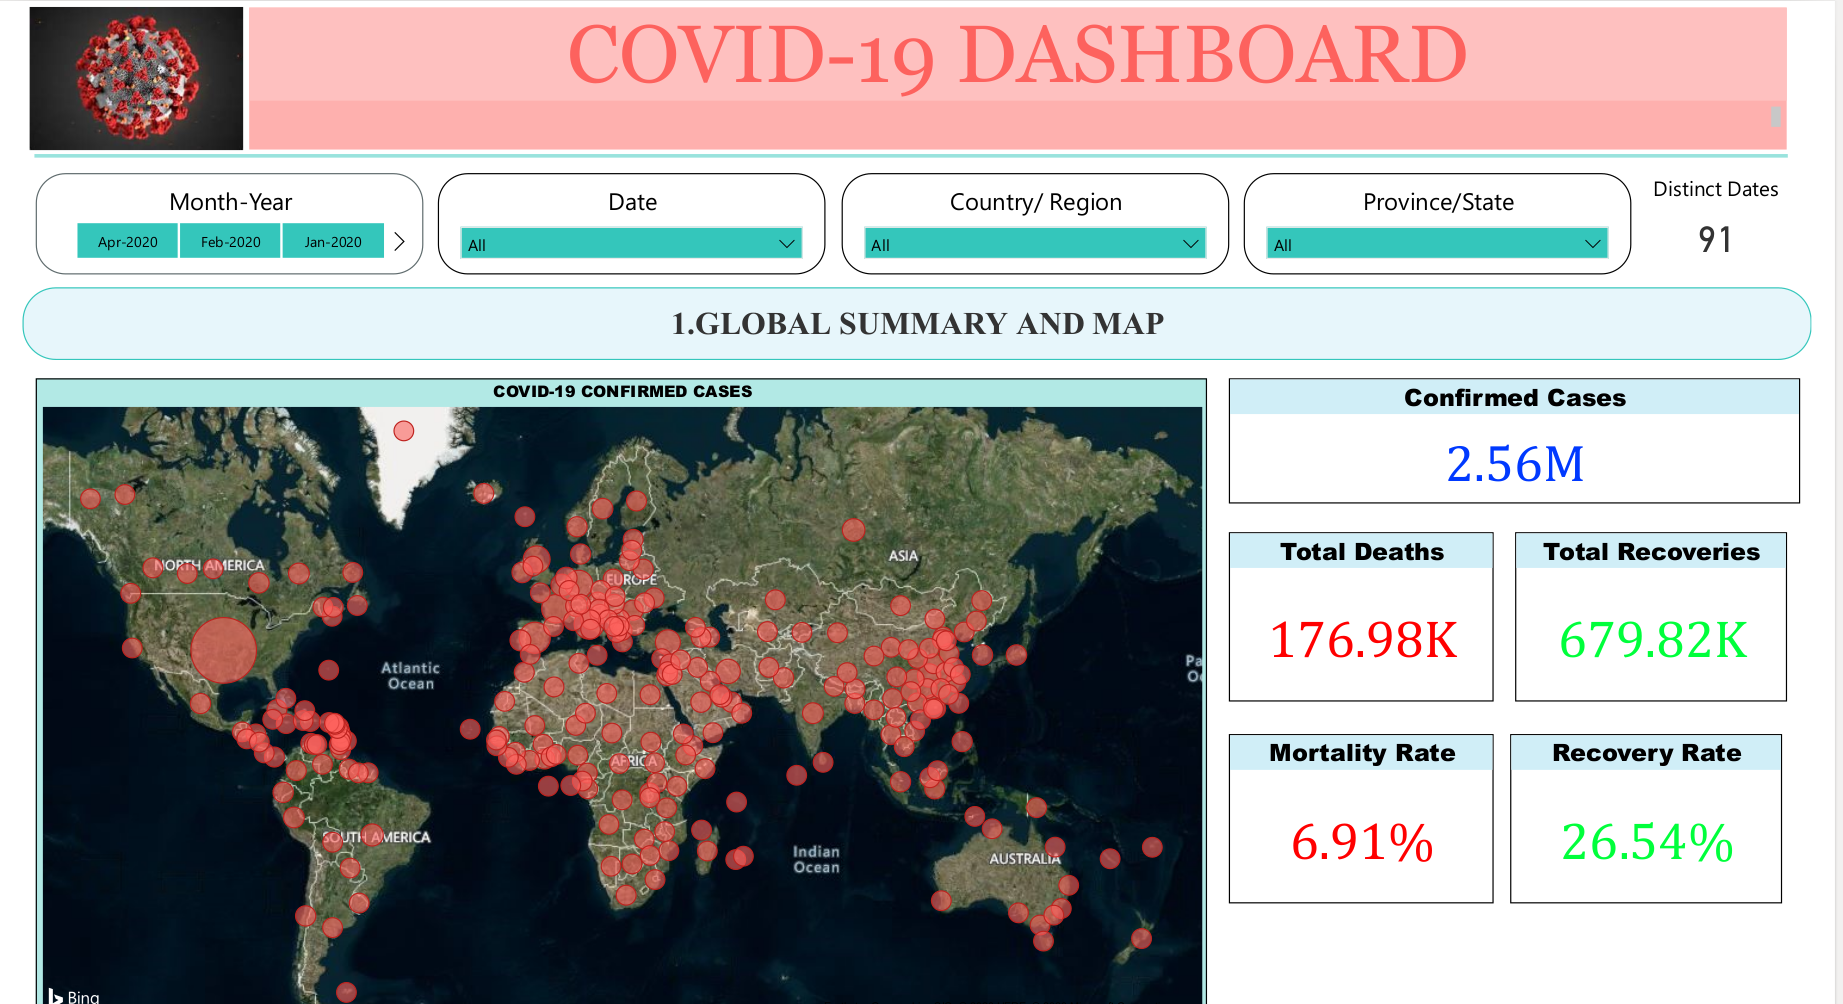 COVID-19 DASHBOARD
Month-Year
Apr-2020 Feb-2020 Jan-2020
Date
All
Country/ Region
All
Province/State
All
Distinct Dates
91
1.GLOBAL SUMMARY AND MAP
COVID-19 CONFIRMED CASES
NORTH AMERICA
EUROPE
ASIA
Atlantic
Ocean
AFRICA
SOUTH AMERICA
Indian
Ocean
AUSTRALIA
Bing
Confirmed Cases
2.56M
Total Deaths
176.98K
Total Recoveries
679.82K
Mortality Rate
6.91%
Recovery Rate
26.54%